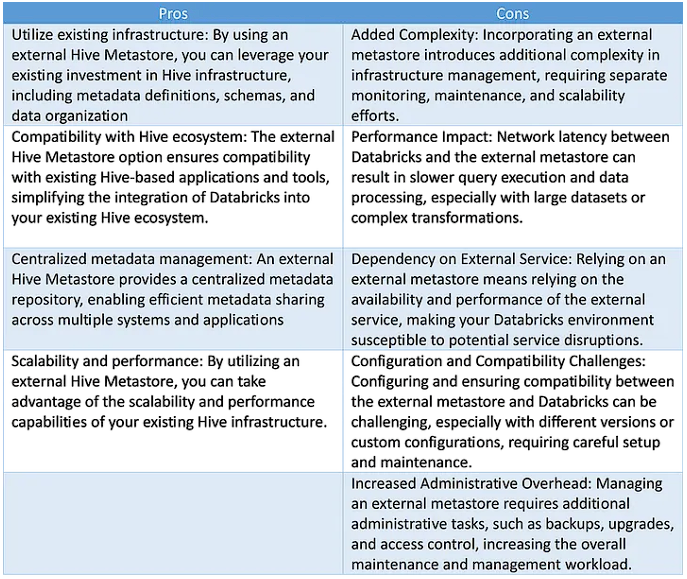 Pros
Cons
Utilize existing infrastructure: By using an
external Hive Metastore, you can leverage your
existing investment in Hive infrastructure,
including metadata definitions, schemas, and
data organization
Added Complexity: Incorporating an external
metastore introduces additional complexity in
infrastructure management, requiring separate
monitoring, maintenance, and scalability
efforts.
Compatibility with Hive ecosystem: The external
Hive Metastore option ensures compatibility
with existing Hive-based applications and tools,
simplifying the integration of Databricks into
your existing Hive ecosystem.
Performance Impact: Network latency between
Databricks and the external metastore can
result in slower query execution and data
processing, especially with large datasets or
complex transformations.
Centralized metadata management: An external
Hive Metastore provides a centralized metadata
repository, enabling efficient metadata sharing
across multiple systems and applications
Dependency on External Service: Relying on an
external metastore means relying on the
availability and performance of the external
service, making your Databricks environment
susceptible to potential service disruptions.
Scalability and performance: By utilizing an
external Hive Metastore, you can take
advantage of the scalability and performance
capabilities of your existing Hive infrastructure.
Configuration and Compatibility Challenges:
Configuring and ensuring compatibility between
the external metastore and Databricks can be
challenging, especially with different versions or
custom configurations, requiring careful setup
and maintenance.
Increased Administrative Overhead: Managing
an external metastore requires additional
administrative tasks, such as backups, upgrades,
and access control, increasing the overall
maintenance and management workload.